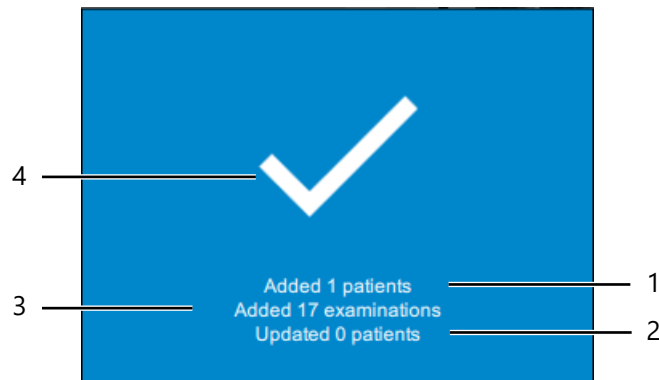 4
Added 1 patients 1
3 Added 17 examinations
Updated 0 patients 2